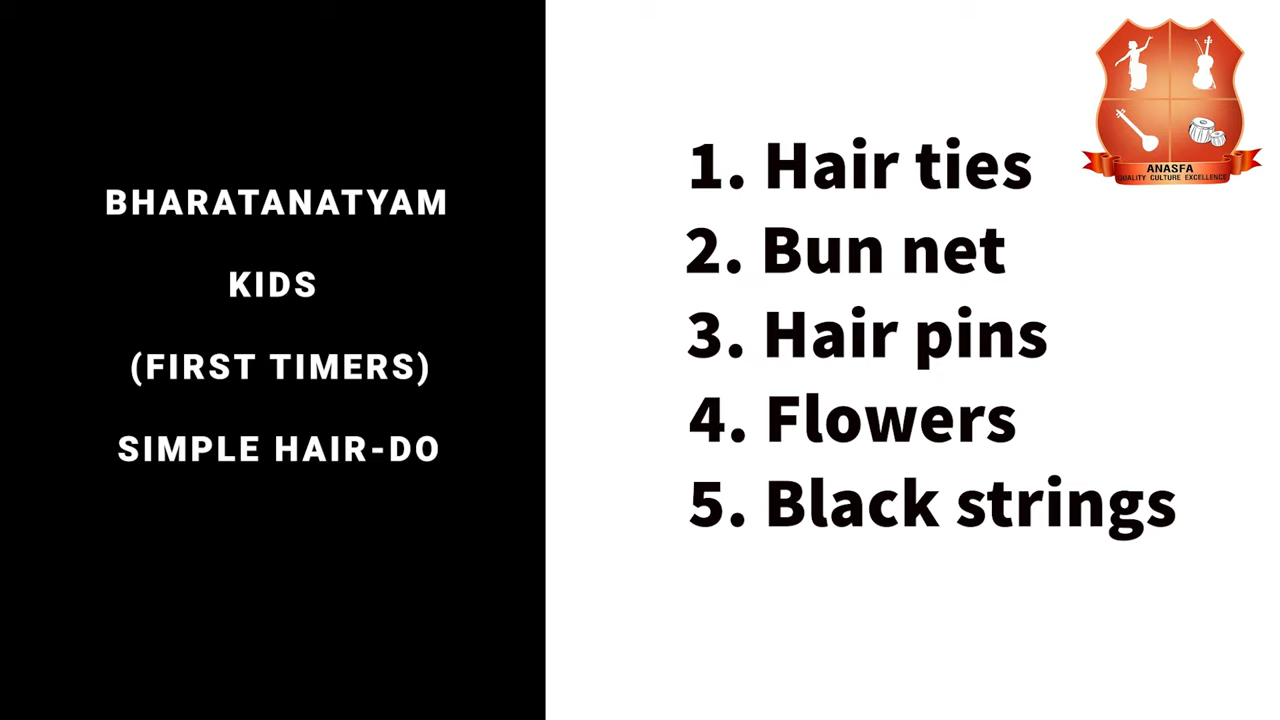 BHARATANATYAM
KIDS
(FIRST TIMERS)
SIMPLE HAIR-DO
1. Hair ties
2. Bun net
3. Hair pins
4. Flowers
5. Black strings
ANASFA
QUALITY CULTURE EXCELLENCE